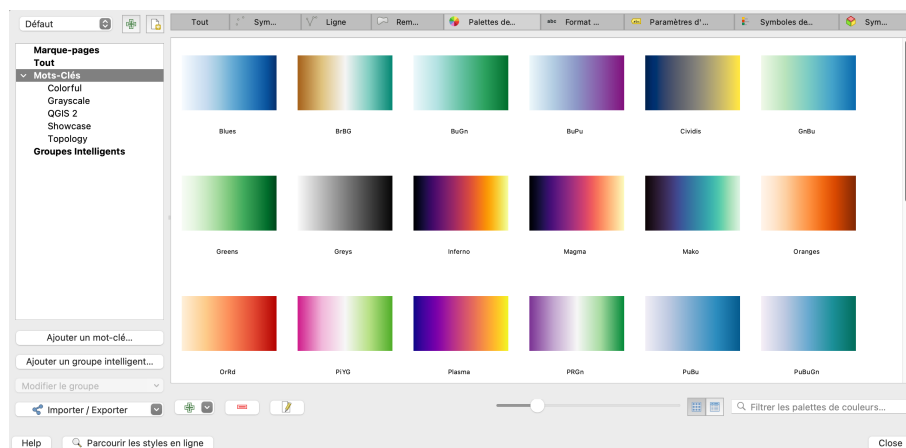 Défaut
Tout
Sym...
Ligne
Rem...
Palettes de...
abc Format ...
Paramètres d'...
Symboles de...
Sym...
Marque-pages
Tout
Mots-Clés
Colorful
Grayscale
QGIS 2
Showcase
Topology
Groupes Intelligents
Blues
BrBG
BuGn
BuPu
Cividis
GnBu
Greens
Greys
Inferno
Magma
Mako
Oranges
OrRd
PiYG
Plasma
PRGn
PuBu
PuBuGn
Ajouter un mot-clé...
Ajouter un groupe intelligent...
Modifier le groupe
Importer / Exporter
Filtrer les palettes de couleurs...
Help
Parcourir les styles en ligne
Close